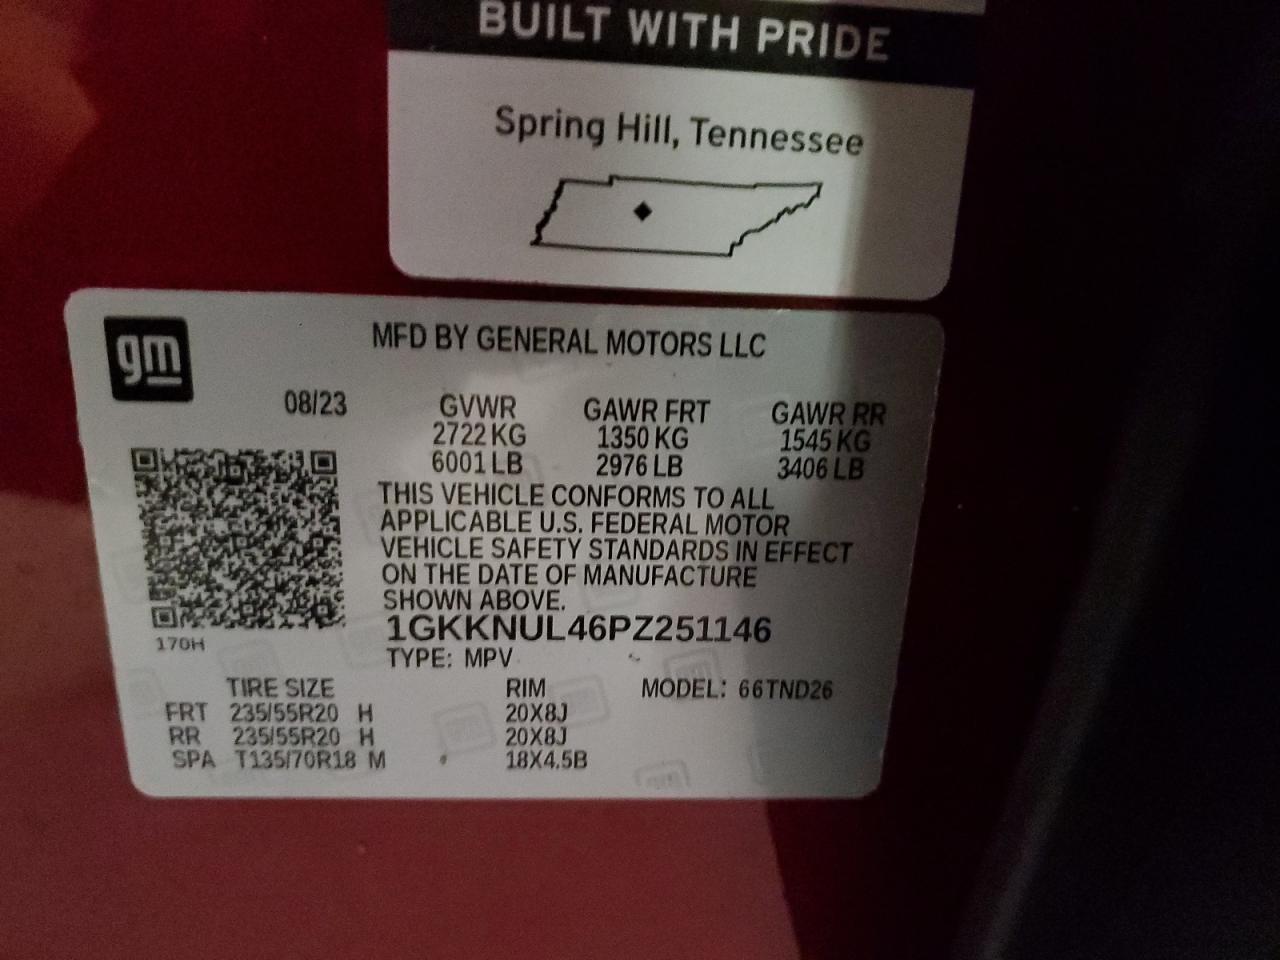 BUILT WITH PRIDE
Spring Hill, Tennessee
gm
MFD BY GENERAL MOTORS LLC
08/23 GVWR GAWR FRT GAWR RR
2722 KG 1350 KG 1545 KG
6001 LB 2976 LB 3406 LB
THIS VEHICLE CONFORMS TO ALL
APPLICABLE U.S. FEDERAL MOTOR
VEHICLE SAFETY STANDARDS IN EFFECT
ON THE DATE OF MANUFACTURE
SHOWN ABOVE.
1GKKNUL46PZ251146
170H
TYPE: MPV
TIRE SIZE RIM MODEL: 66TND26
FRT 235/55R20 H 20X8J
RR 235/55R20 H 20X8J
SPA T135/70R18 M 18X4.5B